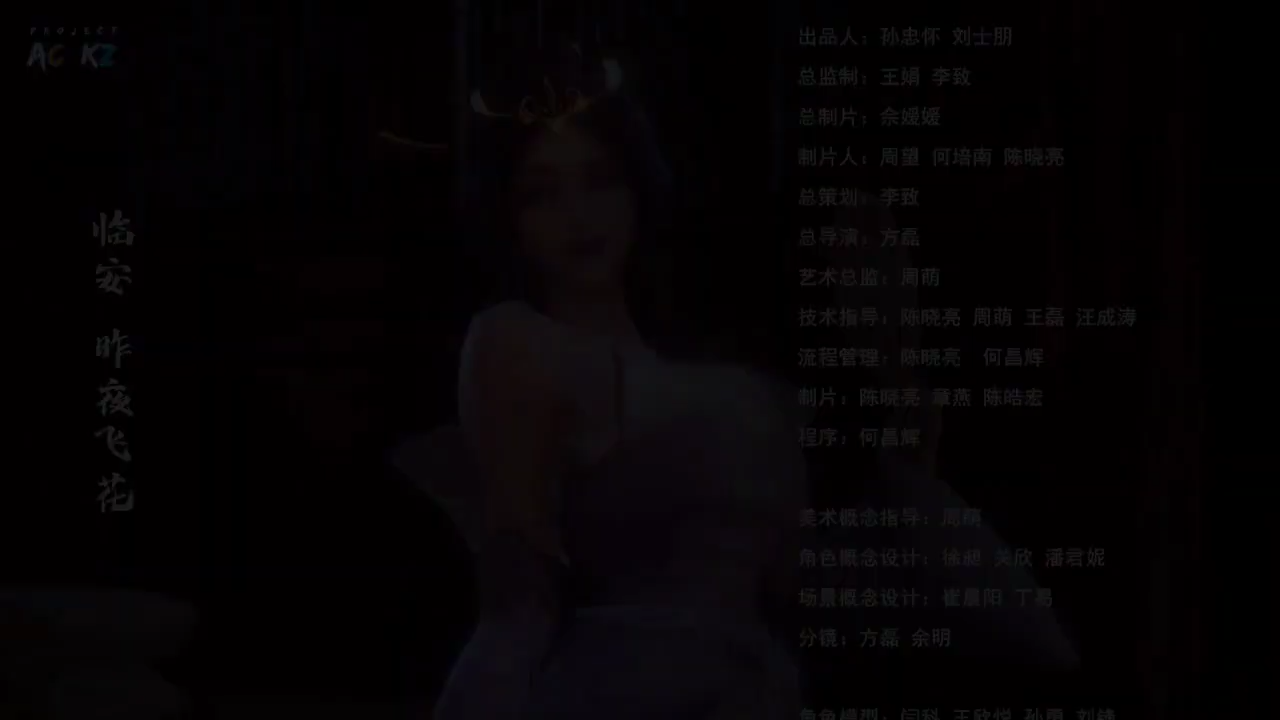 PROJECT
AC KZ
临安 昨夜飞花
出品人：孙忠怀 刘士朋
总监制：王娟 李致
总制片：佘媛媛
制片人：周望 何培南 陈晓亮
总策划：李致
总导演：方磊
艺术总监：周萌
技术指导：陈晓亮 周萌 王磊 汪成涛
流程管理：陈晓亮 何昌辉
制片：陈晓亮 章燕 陈皓宏
程序：何昌辉
美术概念指导：周萌
角色概念设计：徐昶 关欣 潘君妮
场景概念设计：崔晨阳 丁易
分镜：方磊 余明